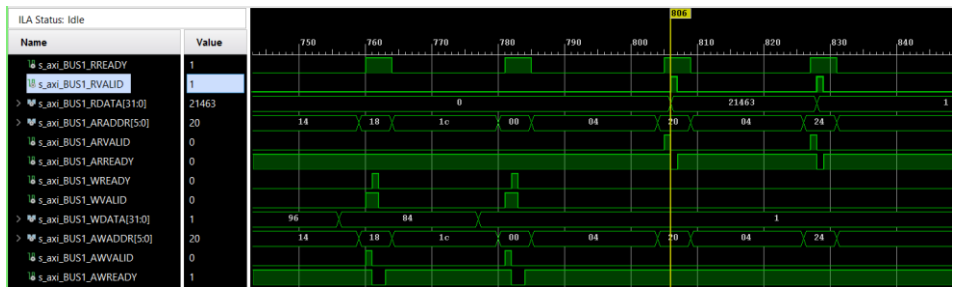 ILA Status: Idle
806
Name Value 750 760 770 780 790 800 810 820 830 840
s_axi_BUS1_RREADY 1
s_axi_BUS1_RVALID 1
s_axi_BUS1_RDATA[31:0] 21463 0 21463 1
s_axi_BUS1_ARADDR[5:0] 20 14 18 1c 00 04 20 04 24
s_axi_BUS1_ARVALID 0
s_axi_BUS1_ARREADY 0
s_axi_BUS1_WREADY 0
s_axi_BUS1_WVALID 0
s_axi_BUS1_WDATA[31:0] 1 96 84 1
s_axi_BUS1_AWADDR[5:0] 20 14 18 1c 00 04 20 04 24
s_axi_BUS1_AWVALID 0
s_axi_BUS1_AWREADY 1